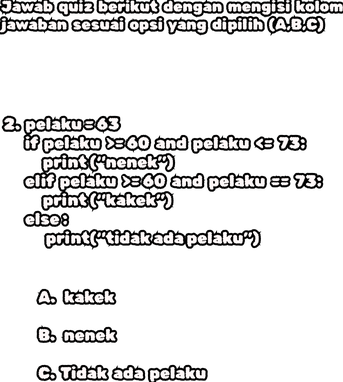 Jawab quiz berikut dengan mengisi kolom
jawaban sesuai opsi yang dipilih (A,B,C)
2. pelaku=63
if pelaku >=60 and pelaku <= 73:
print("nenek")
elif pelaku >=60 and pelaku == 73:
print("kakek")
else:
print("tidak ada pelaku")
A. kakek
B. nenek
C. Tidak ada pelaku